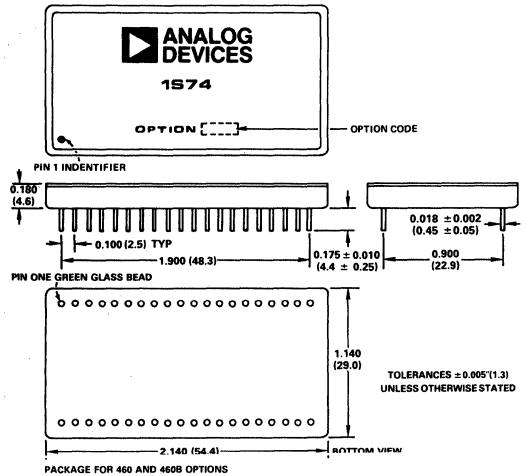 ANALOG
DEVICES
1S74
OPTION
OPTION CODE
PIN 1 INDENTIFIER
0.180
(4.6)
0.100 (2.5) TYP
1.900 (48.3)
0.175 ± 0.010
(4.4 ± 0.25)
0.018 ± 0.002
(0.45 ± 0.05)
0.900
(22.9)
PIN ONE GREEN GLASS BEAD
1.140
(29.0)
TOLERANCES ± 0.005"(1.3)
UNLESS OTHERWISE STATED
2.140 (54.4)
BOTTOM VIEW
PACKAGE FOR 460 AND 460B OPTIONS